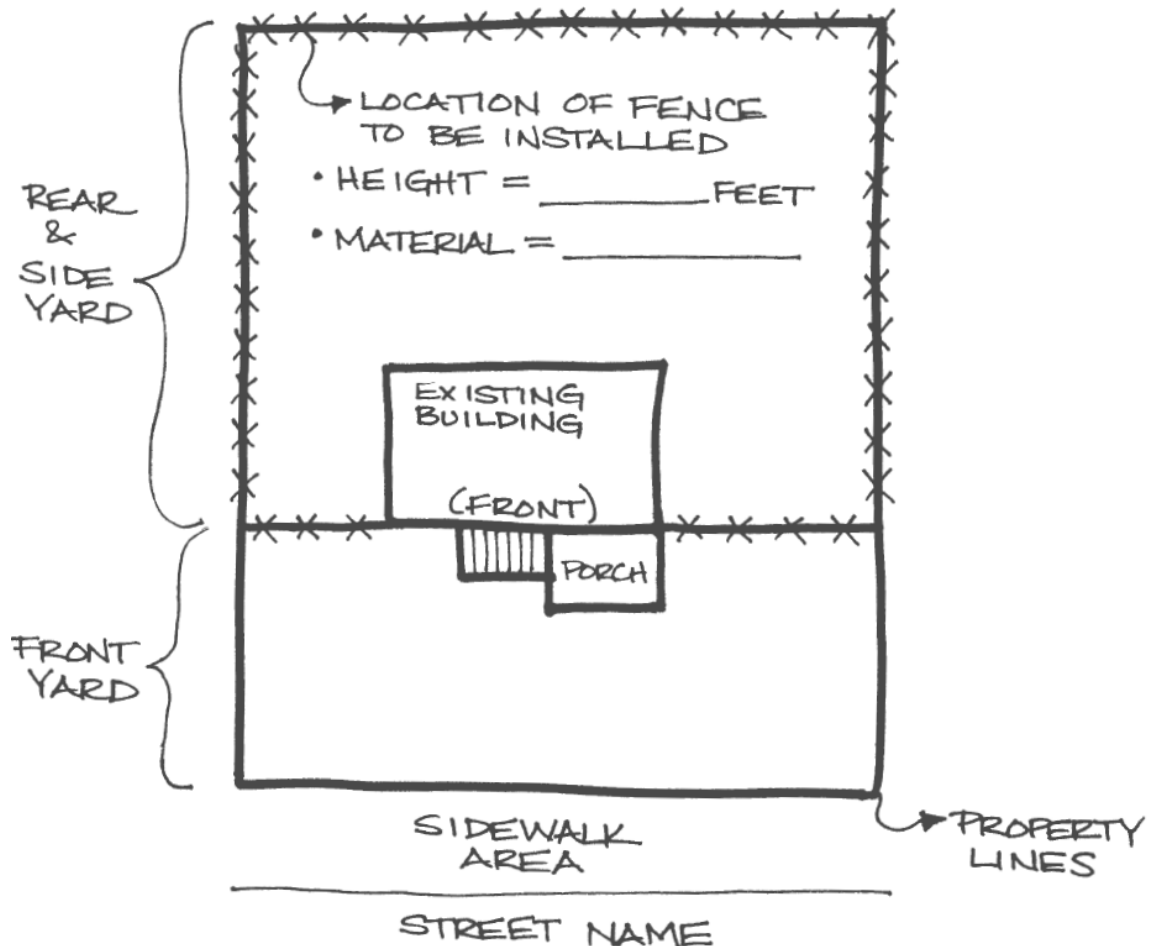 LOCATION OF FENCE
TO BE INSTALLED
• HEIGHT = ________ FEET
• MATERIAL = ________
REAR
&
SIDE
YARD
EXISTING
BUILDING
(FRONT)
PORCH
FRONT
YARD
SIDEWALK
AREA
PROPERTY
LINES
STREET NAME